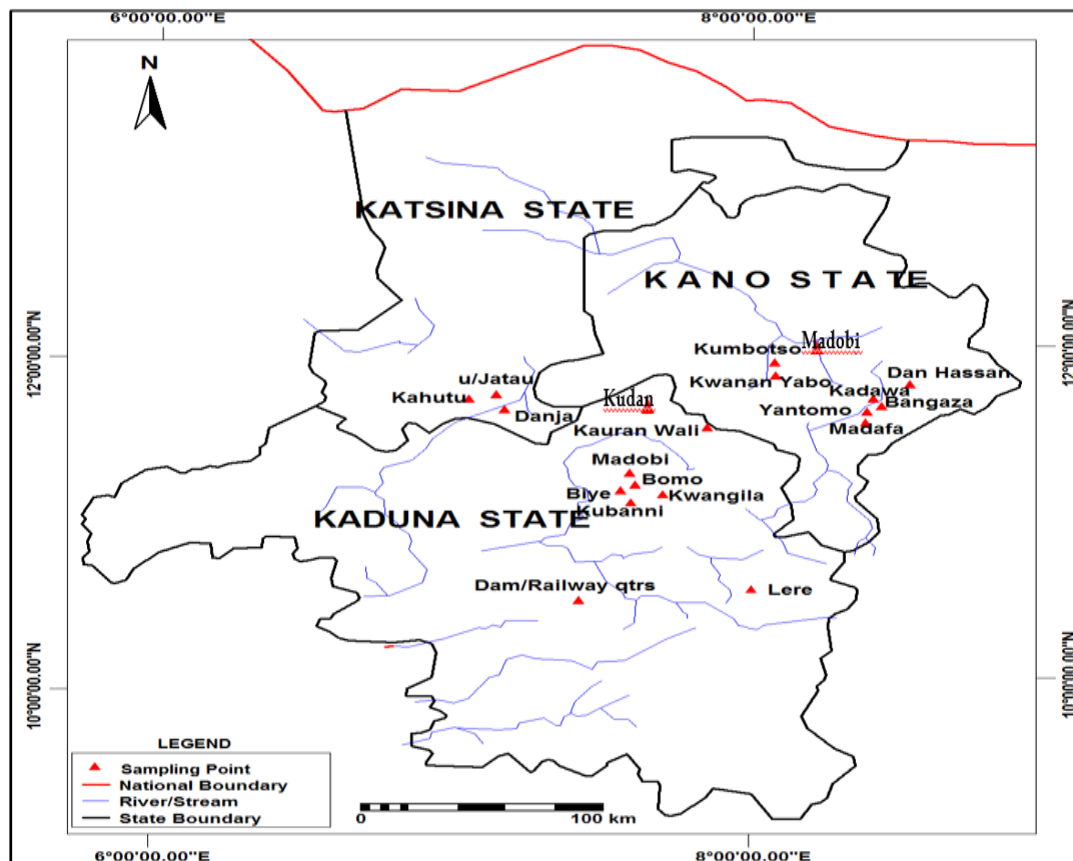 6°00'00.00"E
8°00'00.00"E
N
KATSINA STATE
KANO STATE
12°00'00.00"N
12°00'00.00"N
Madobi
Kumbotso
Dan Hassan
u/Jatau
Kwanan Yabo
Kadawa
Kahutu
Kudan
Bangaza
Danja
Yantomo
Kauran Wali
Madafa
Madobi
Bomo
Biye
Kwangila
Kubanni
KADUNA STATE
Dam/Railway qtrs
Lere
10°00'00.00"N
10°00'00.00"N
LEGEND
Sampling Point
National Boundary
River/Stream
State Boundary
0
100 km
6°00'00.00"E
8°00'00.00"E